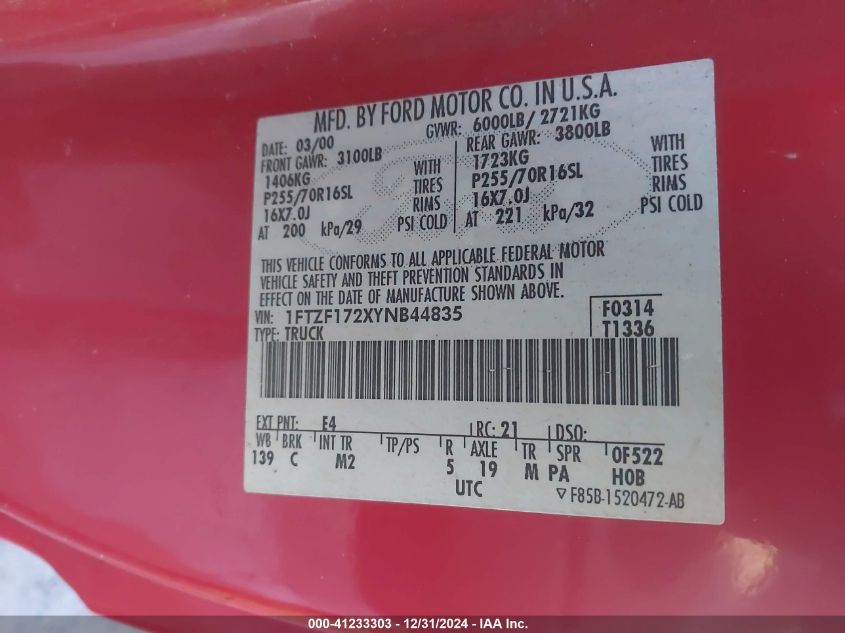 MFD. BY FORD MOTOR CO. IN U.S.A.
DATE: 03/00 GVWR: 6000LB/ 2721KG
FRONT GAWR: 3100LB REAR GAWR: 3800LB
1406KG WITH 1723KG WITH
P255/70R16SL TIRES P255/70R16SL TIRES
16X7.0J RIMS 16X7.0J RIMS
AT 200 kPa/29 PSI COLD AT 221 kPa/32 PSI COLD
THIS VEHICLE CONFORMS TO ALL APPLICABLE FEDERAL MOTOR
VEHICLE SAFETY AND THEFT PREVENTION STANDARDS IN
EFFECT ON THE DATE OF MANUFACTURE SHOWN ABOVE.
VIN: 1FTZF172XYNB44835 F0314
TYPE: TRUCK T1336
EXT PNT: E4 RC: 21 DSO:
WB BRK INT TR TP/PS R AXLE TR SPR 0F522
139 C M2 5 19 M PA HOB
UTC ▽ F85B-1520472-AB
000-41233303 - 12/31/2024 - IAA Inc.